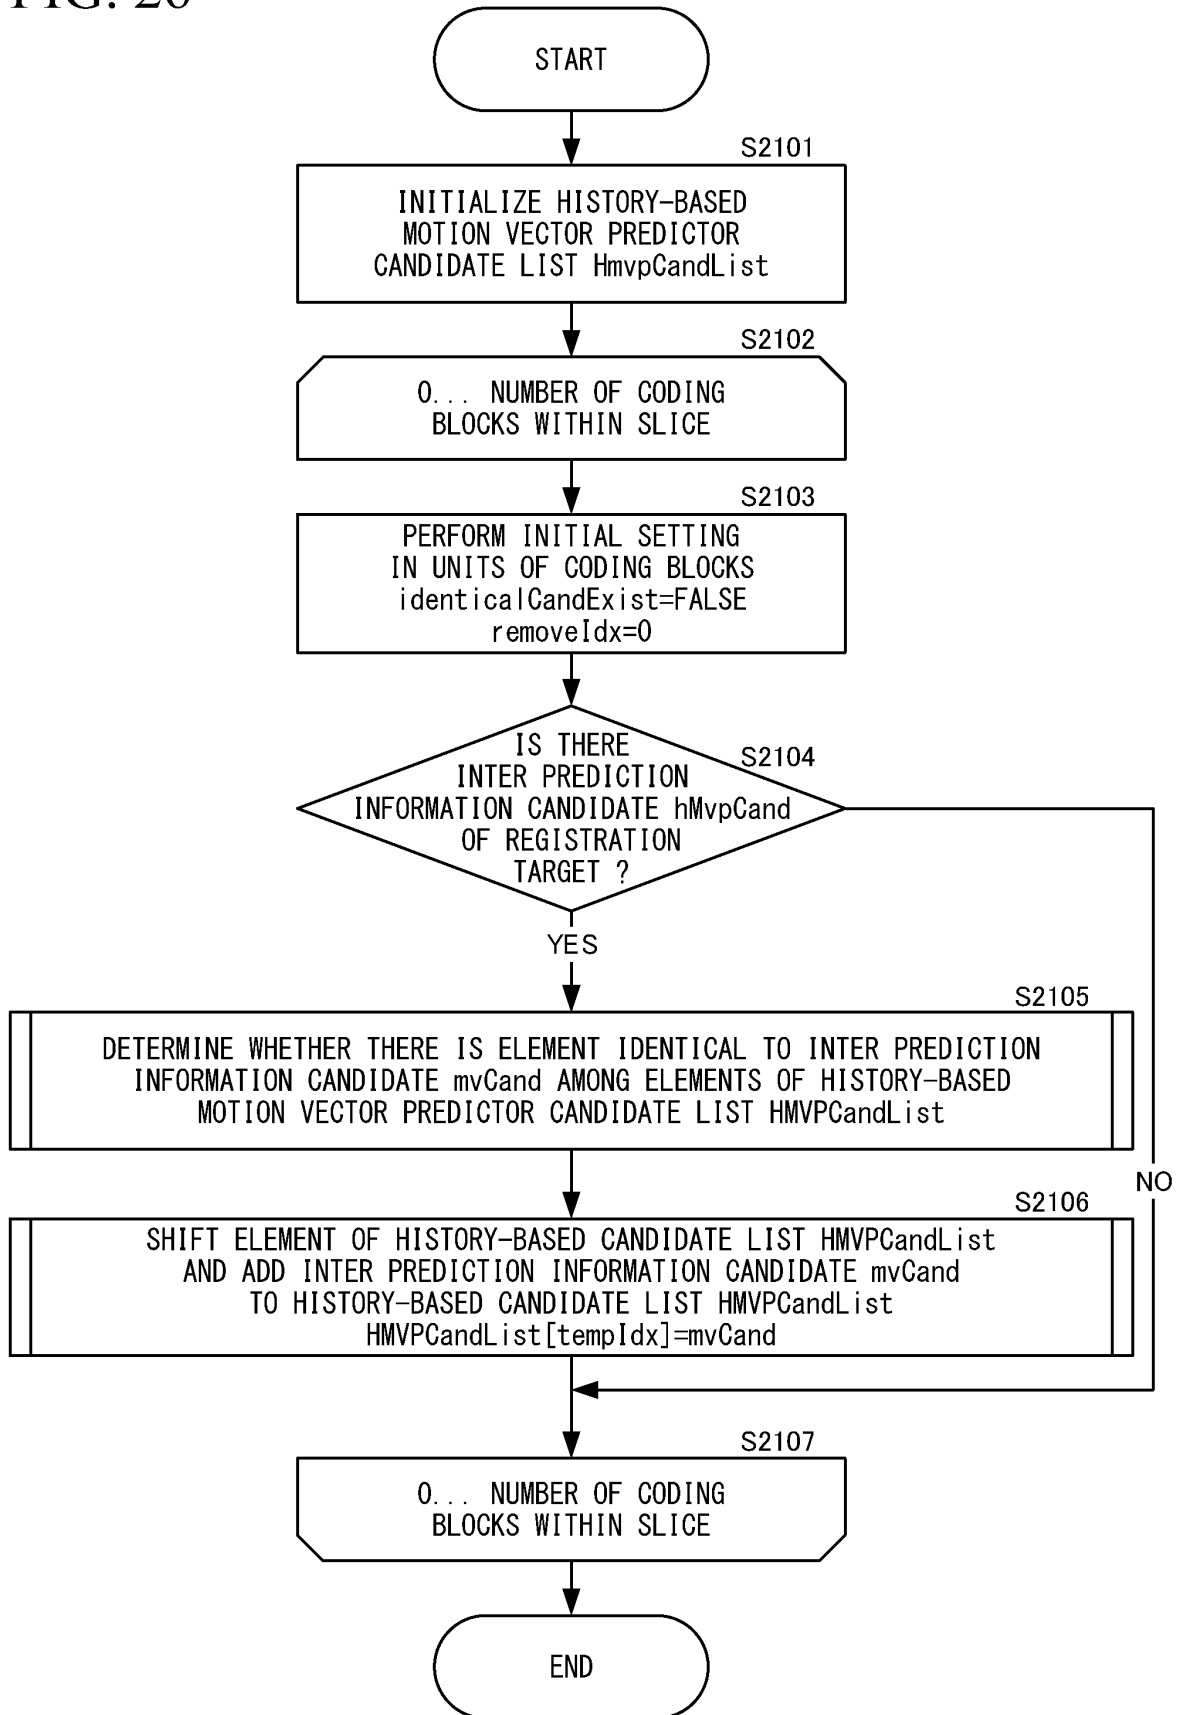 FIG. 26
START
S2101
INITIALIZE HISTORY-BASED
MOTION VECTOR PREDICTOR
CANDIDATE LIST HmvpCandList
S2102
0... NUMBER OF CODING
BLOCKS WITHIN SLICE
S2103
PERFORM INITIAL SETTING
IN UNITS OF CODING BLOCKS
identicalCandExist=FALSE
removeIdx=0
S2104
IS THERE
INTER PREDICTION
INFORMATION CANDIDATE hMvpCand
OF REGISTRATION
TARGET ?
YES
S2105
DETERMINE WHETHER THERE IS ELEMENT IDENTICAL TO INTER PREDICTION
INFORMATION CANDIDATE mvCand AMONG ELEMENTS OF HISTORY-BASED
MOTION VECTOR PREDICTOR CANDIDATE LIST HMVPCandList
NO
S2106
SHIFT ELEMENT OF HISTORY-BASED CANDIDATE LIST HMVPCandList
AND ADD INTER PREDICTION INFORMATION CANDIDATE mvCand
TO HISTORY-BASED CANDIDATE LIST HMVPCandList
HMVPCandList[tempIdx]=mvCand
S2107
0... NUMBER OF CODING
BLOCKS WITHIN SLICE
END